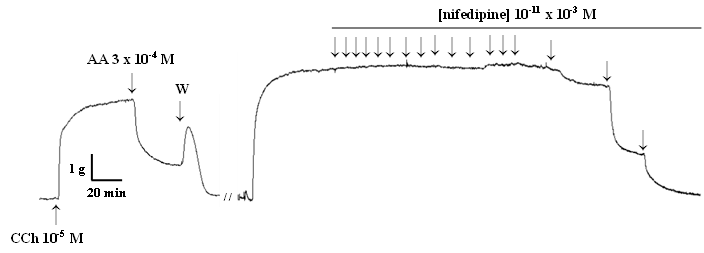 [nifedipine] 10⁻¹¹ x 10⁻³ M
AA 3 x 10⁻⁴ M
W
1 g
20 min
//
CCh 10⁻⁵ M